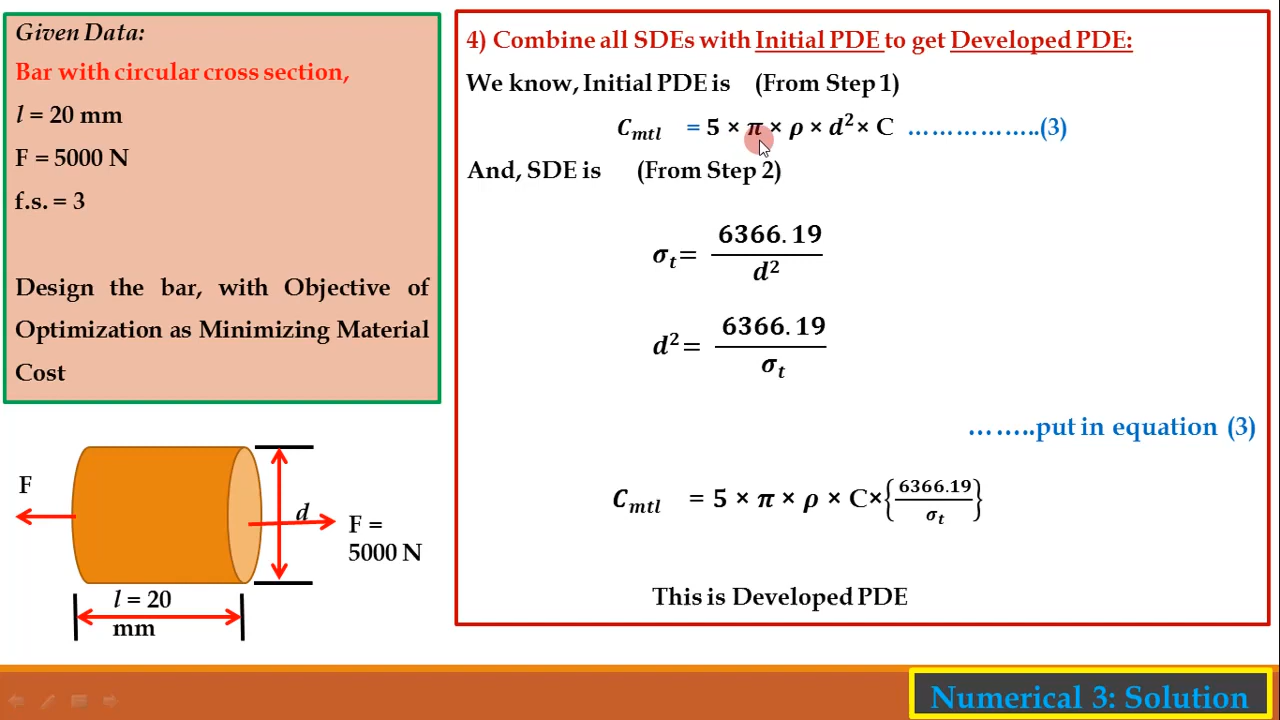 Given Data:
Bar with circular cross section,
l = 20 mm
F = 5000 N
f.s. = 3
Design the bar, with Objective of
Optimization as Minimizing Material
Cost
F
d
F =
5000 N
l = 20
mm
4) Combine all SDEs with Initial PDE to get Developed PDE:
We know, Initial PDE is (From Step 1)
C_mtl = 5 × π × ρ × d² × C ……………..(3)
And, SDE is (From Step 2)
σ_t = 6366.19 / d²
d² = 6366.19 / σ_t
……..put in equation (3)
C_mtl = 5 × π × ρ × C × {6366.19 / σ_t}
This is Developed PDE
Numerical 3: Solution